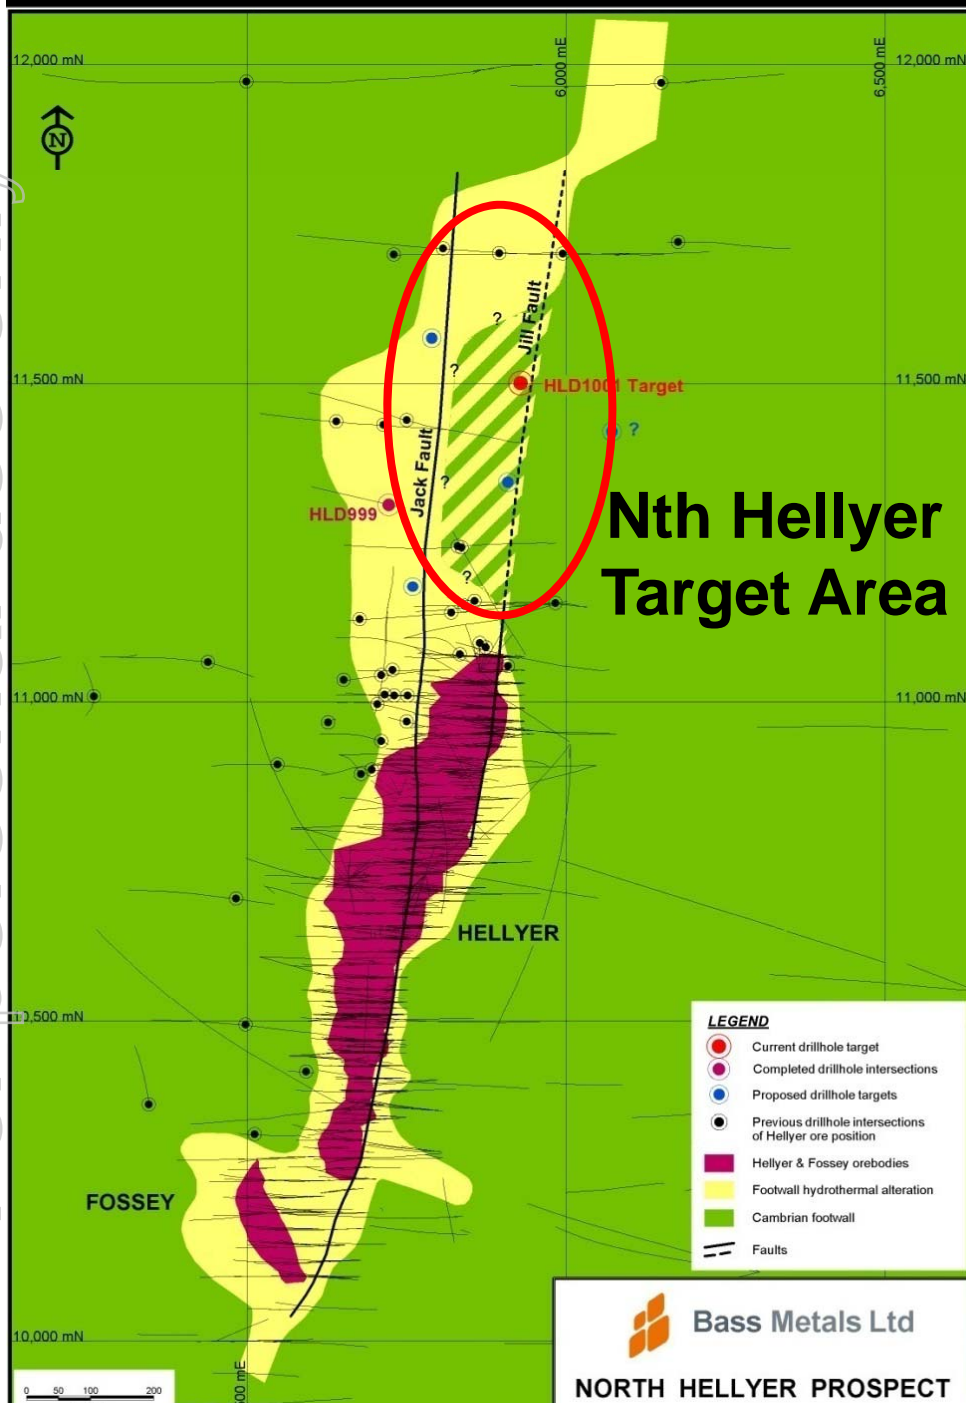 12,000 mN
6,000 mE
6,500 mE
12,000 mN
N
?
Jill Fault
?
11,500 mN
HLD1001 Target
11,500 mN
?
Jack Fault
?
HLD999
Nth Hellyer
Target Area
?
11,000 mN
11,000 mN
HELLYER
10,500 mN
FOSSEY
LEGEND
Current drillhole target
Completed drillhole intersections
Proposed drillhole targets
Previous drillhole intersections
of Hellyer ore position
Hellyer & Fossey orebodies
Footwall hydrothermal alteration
Cambrian footwall
Faults
10,000 mN
Bass Metals Ltd
NORTH HELLYER PROSPECT
0 50 100 200